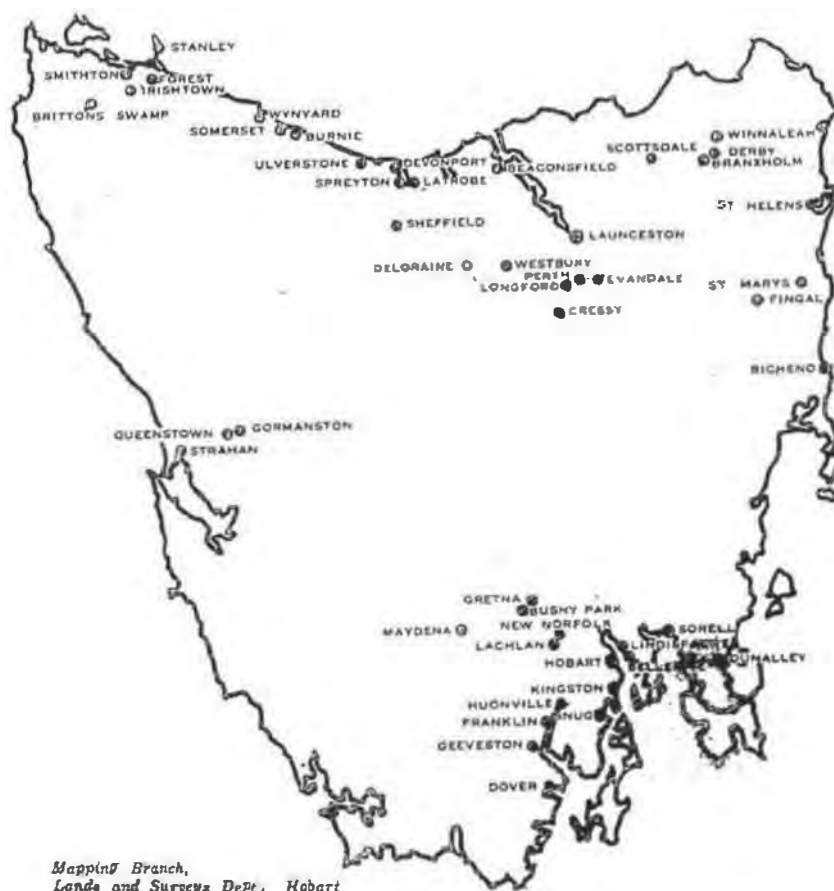 STANLEY
SMITHTON
FOREST
IRISHTOWN
BRITTONS SWAMP
WYNYARD
SOMERSET
BURNIE
WINNALEAH
SCOTTSDALE
DERBY
BRANXHOLM
ULVERSTONE
DEVONPORT
BEACONSFIELD
SPREYTON
LATROBE
ST HELENS
SHEFFIELD
LAUNCESTON
DELORAINE
WESTBURY
PERTH
EVANDALE
LONGFORD
ST MARYS
FINGAL
CRESSY
BICHENO
QUEENSTOWN
GORMANSTON
STRAHAN
GRETNA
BUSHY PARK
NEW NORFOLK
MAYDENA
SORELL
LACHLAN
HOBART
DUNALLEY
KINGSTON
HUONVILLE
SNUG
FRANKLIN
GEEVESTON
DOVER
Mapping Branch,
Lands and Surveys Dept. Hobart